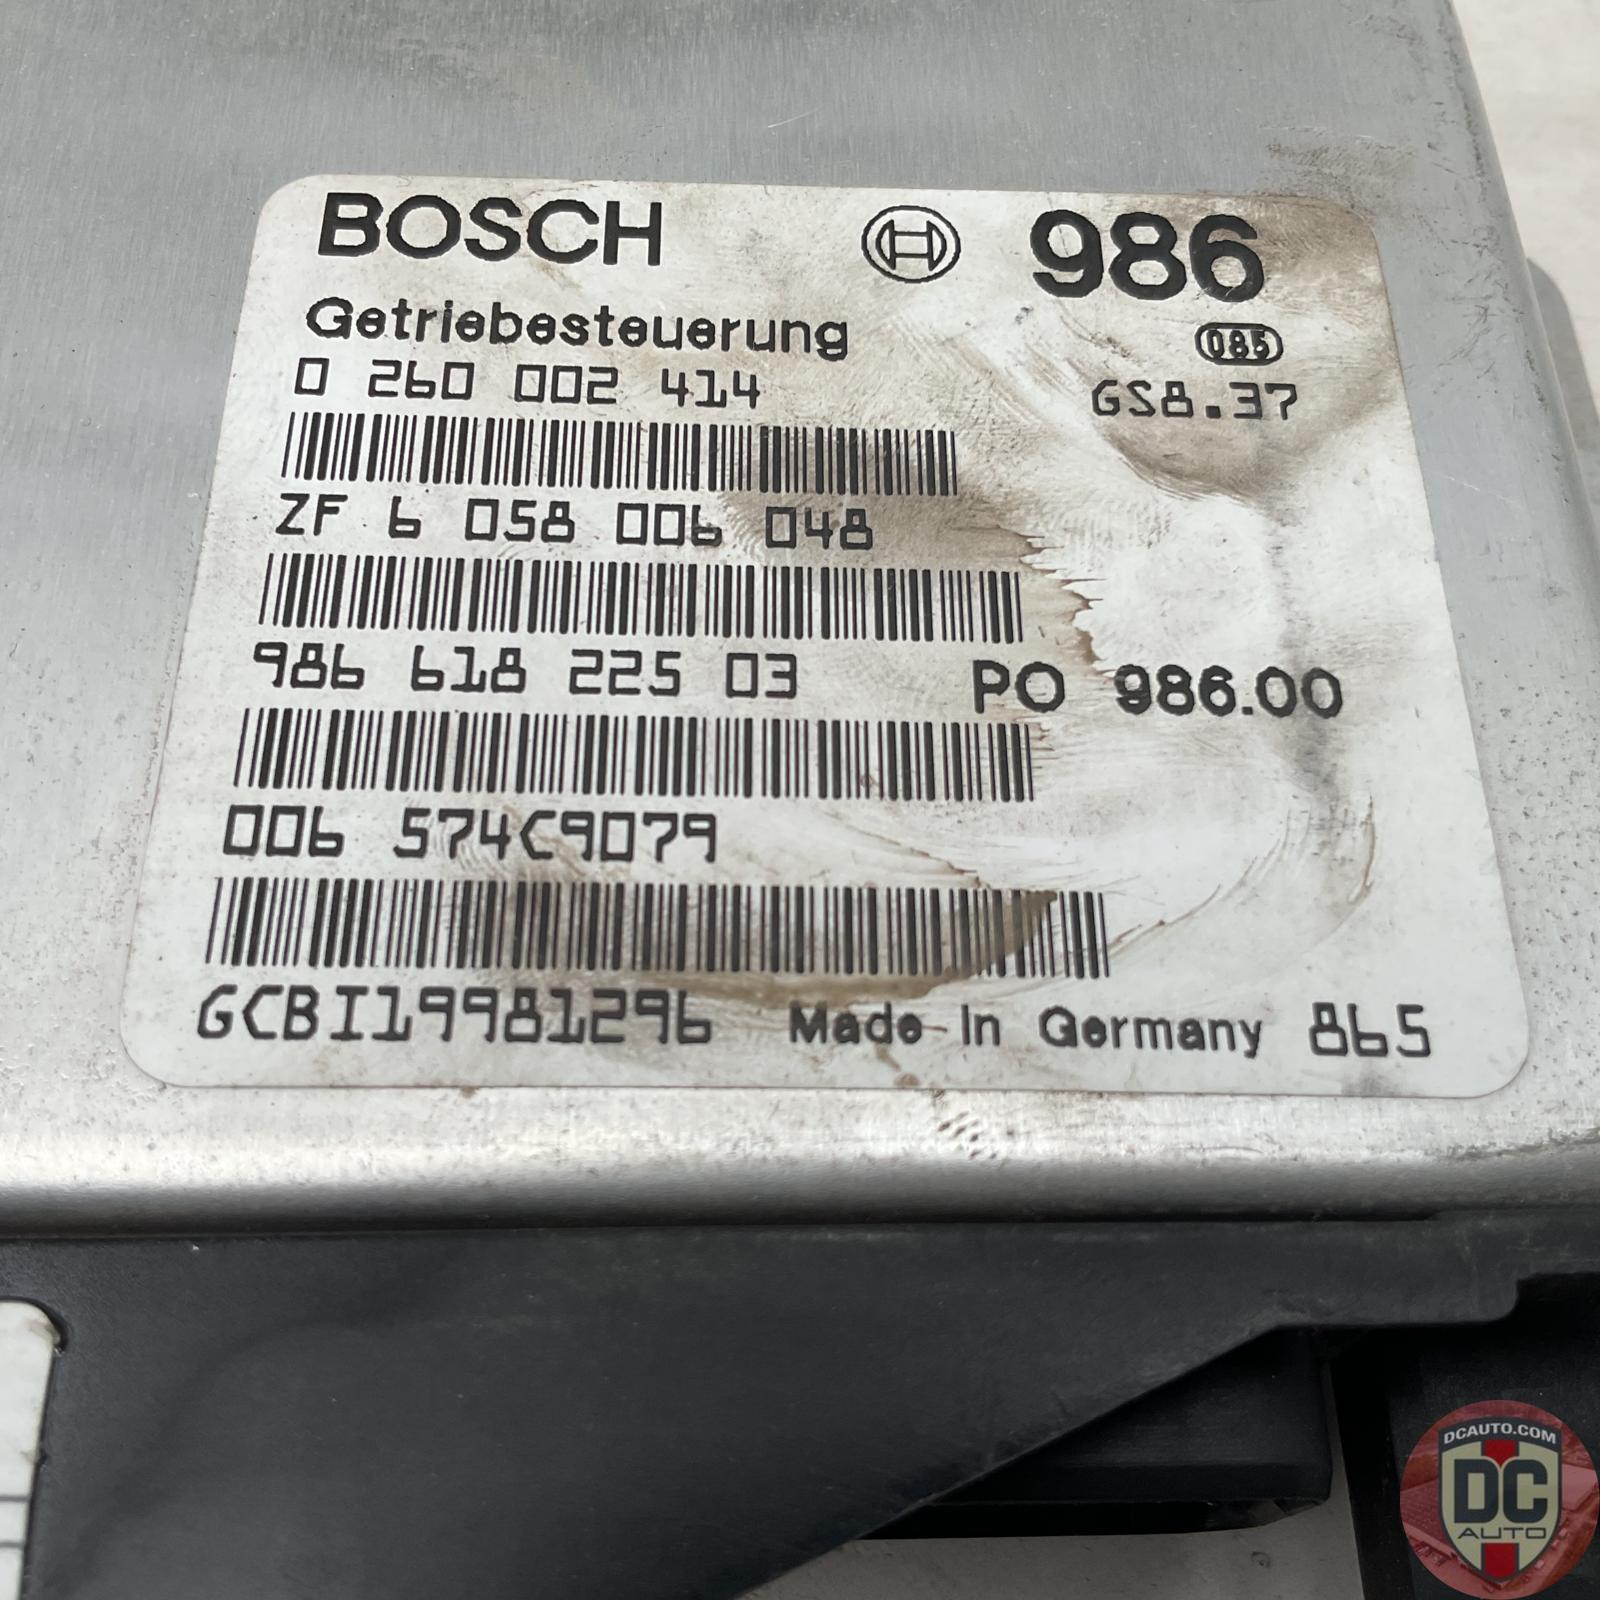 BOSCH 986
Getriebesteuerung 085
0 260 002 414 GS8.37
ZF 6 058 006 048
986 618 225 03 PO 986.00
006 574C9079
GCBI19981296 Made in Germany 865
DCAUTO.COM
DC
AUTO